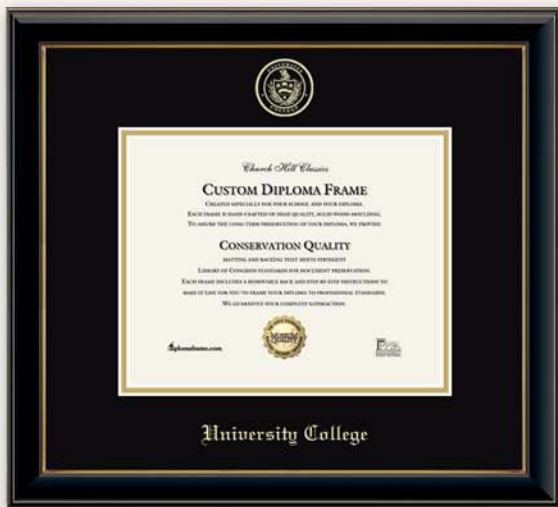 UNIVERSITY
COLLEGE
Church Hill Classics
CUSTOM DIPLOMA FRAME
CREATED ESPECIALLY FOR YOUR SCHOOL AND YOUR DIPLOMA.
EACH FRAME IS HAND CRAFTED OF HIGH QUALITY, SOLID WOOD MOULDING.
TO ASSURE THE LONG-TERM PRESERVATION OF YOUR DIPLOMA, WE PROVIDE
CONSERVATION QUALITY
MATTING AND BACKING THAT MEETS STRINGENT
LIBRARY OF CONGRESS STANDARDS FOR DOCUMENT PRESERVATION.
EACH FRAME INCLUDES A REMOVABLE BACK AND STEP-BY-STEP INSTRUCTIONS TO
MAKE IT EASY FOR YOU TO FRAME YOUR DIPLOMA TO PROFESSIONAL STANDARDS.
WE GUARANTEE YOUR COMPLETE SATISFACTION.
diplomaframe.com
University College